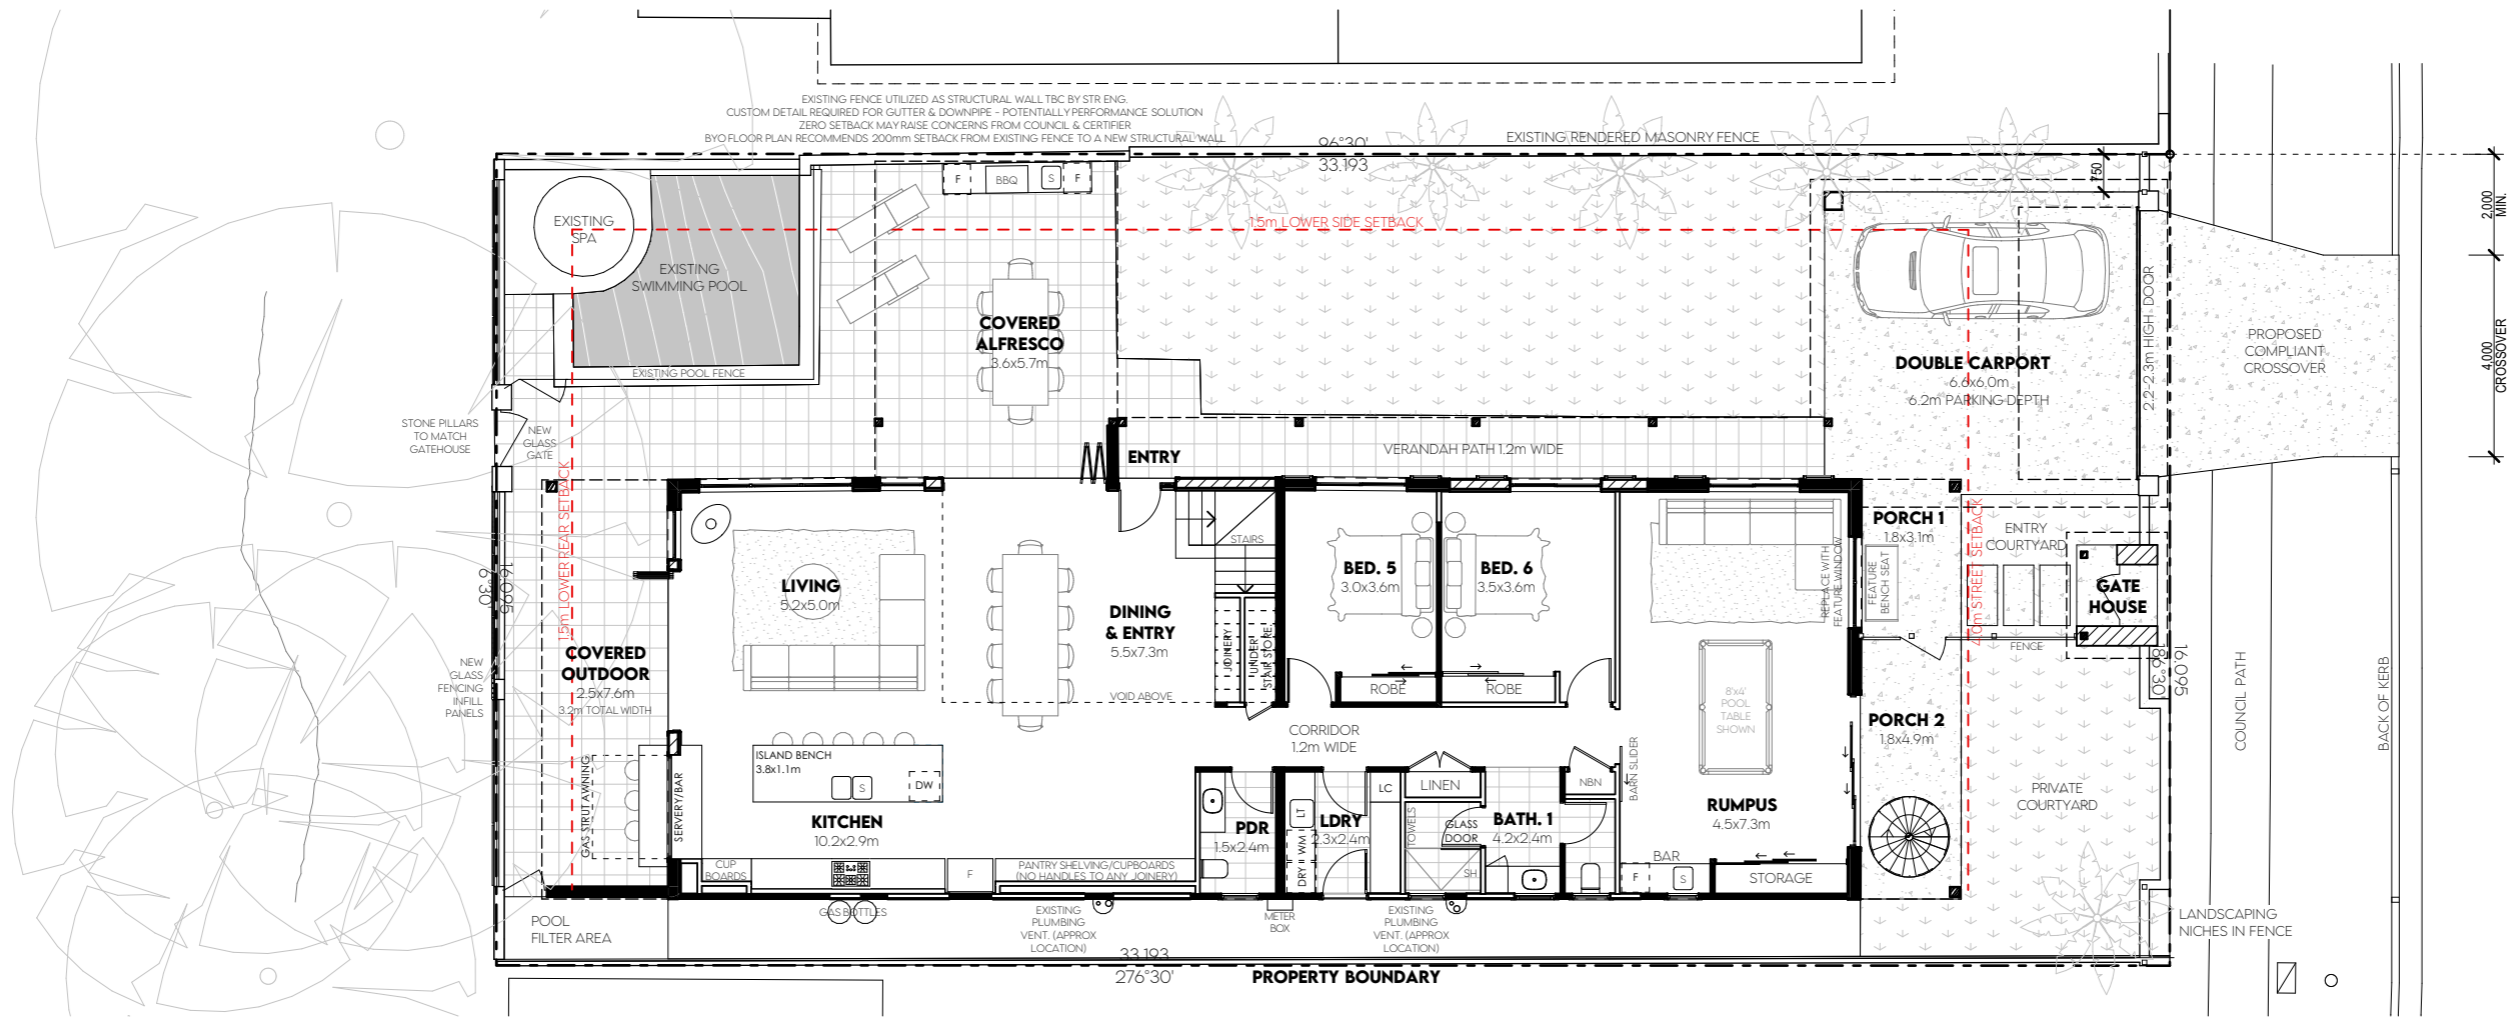 EXISTING FENCE UTILIZED AS STRUCTURAL WALL TBC BY STR ENG.
CUSTOM DETAIL REQUIRED FOR GUTTER & DOWNPIPE - POTENTIALLY PERFORMANCE SOLUTION
ZERO SETBACK MAY RAISE CONCERNS FROM COUNCIL & CERTIFIER
BYO FLOOR PLAN RECOMMENDS 200mm SETBACK FROM EXISTING FENCE TO A NEW STRUCTURAL WALL
96°30'
33.193
EXISTING RENDERED MASONRY FENCE
750
2,000
MIN.
4,000
CROSSOVER
EXISTING
SPA
EXISTING
SWIMMING POOL
EXISTING POOL FENCE
F
BBQ
S
F
1.5m LOWER SIDE SETBACK
COVERED
ALFRESCO
3.6x5.7m
DOUBLE CARPORT
6.6x6.0m
6.2m PARKING DEPTH
2.2-2.3m HIGH DOOR
PROPOSED
COMPLIANT
CROSSOVER
STONE PILLARS
TO MATCH
GATEHOUSE
NEW
GLASS
GATE
ENTRY
VERANDAH PATH 1.2m WIDE
1.5m LOWER REAR SETBACK
16.095
6°30'
LIVING
5.2x5.0m
DINING
& ENTRY
5.5x7.3m
STAIRS
JOINERY
UNDER
STAIR STORE
VOID ABOVE
BED. 5
3.0x3.6m
ROBE
BED. 6
3.5x3.6m
ROBE
REPLACE WITH
FEATURE WINDOW
8'x4'
POOL
TABLE
SHOWN
PORCH 1
1.8x3.1m
FEATURE
BENCH SEAT
ENTRY
COURTYARD
4.0m STREET SETBACK
GATE
HOUSE
FENCE
16.095
186°30'
COUNCIL PATH
BACK OF KERB
COVERED
OUTDOOR
2.5x7.6m
3.2m TOTAL WIDTH
NEW
GLASS
FENCING
INFILL
PANELS
GAS STRUT AWNING
SERVERY/BAR
ISLAND BENCH
3.8x1.1m
S
DW
KITCHEN
10.2x2.9m
CUP
BOARDS
F
PANTRY SHELVING/CUPBOARDS
(NO HANDLES TO ANY JOINERY)
CORRIDOR
1.2m WIDE
PDR
1.5x2.4m
LT
DRY II WM
LDRY
2.3x2.4m
LC
LINEN
TOWELS
GLASS
DOOR
SH.
BATH. 1
4.2x2.4m
NBN
BARN SLIDER
RUMPUS
4.5x7.3m
BAR
F
S
STORAGE
PORCH 2
1.8x4.9m
PRIVATE
COURTYARD
POOL
FILTER AREA
GAS BOTTLES
EXISTING
PLUMBING
VENT. (APPROX
LOCATION)
METER
BOX
EXISTING
PLUMBING
VENT. (APPROX
LOCATION)
LANDSCAPING
NICHES IN FENCE
33.193
276°30'
PROPERTY BOUNDARY